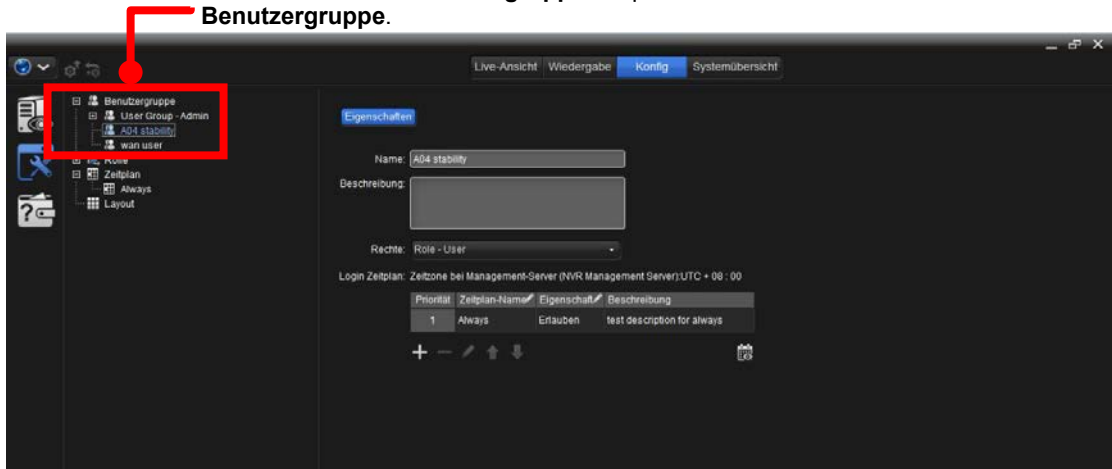 Benutzergruppe.
Live-Ansicht Wiedergabe Konfig Systemübersicht
Benutzergruppe
User Group - Admin
A04 stability
wan user
Rolle
Zeitplan
Always
Layout
Eigenschaften
Name: A04 stability
Beschreibung:
Rechte: Role - User
Login Zeitplan: Zeitzone bei Management-Server (NVR Management Server):UTC + 08 : 00
Priorität Zeitplan-Name Eigenschaft Beschreibung
1 Always Erlauben test description for always